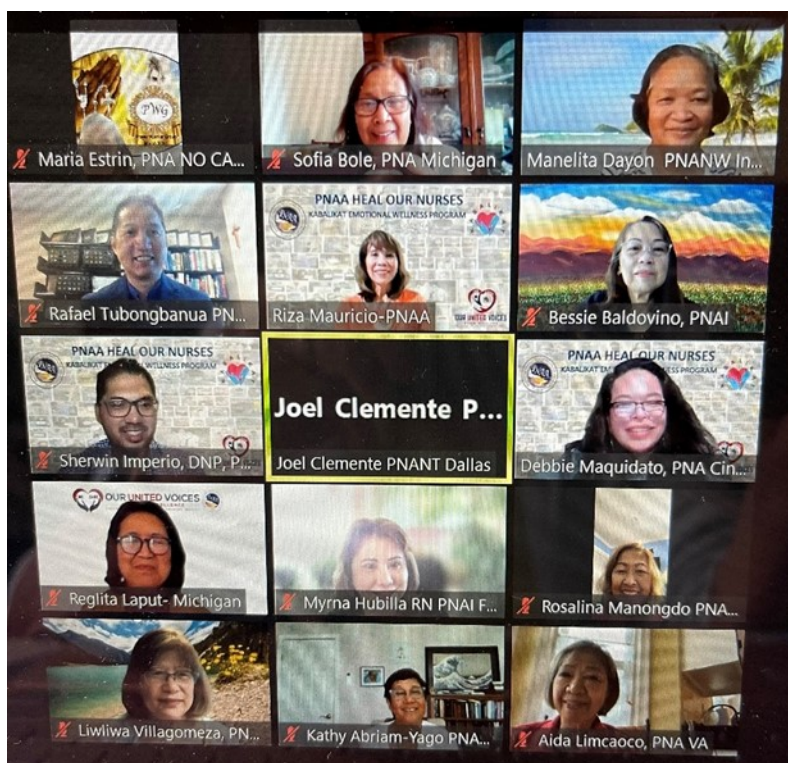 PWG
Maria Estrin, PNA NO CA...
Sofia Bole, PNA Michigan
Manelita Dayon PNANW In...
Rafael Tubongbanua PN...
PNAA HEAL OUR NURSES
KABALIKAT EMOTIONAL WELLNESS PROGRAM
OUR UNITED VOICES
Riza Mauricio-PNAA
Bessie Baldovino, PNAI
PNAA HEAL OUR NURSES
KABALIKAT EMOTIONAL WELLNESS PROGRAM
Sherwin Imperio, DNP, P...
Joel Clemente P...
Joel Clemente PNANT Dallas
PNAA HEAL OUR NURSES
KABALIKAT WELLNESS PROGRAM
Debbie Maquidato, PNA Cin...
OUR UNITED VOICES
Reglita Laput- Michigan
Myrna Hubilla RN PNAI F...
Rosalina Manongdo PNA...
Liwliwa Villagomeza, PN...
Kathy Abriam-Yago PNA...
Aida Limcaoco, PNA VA